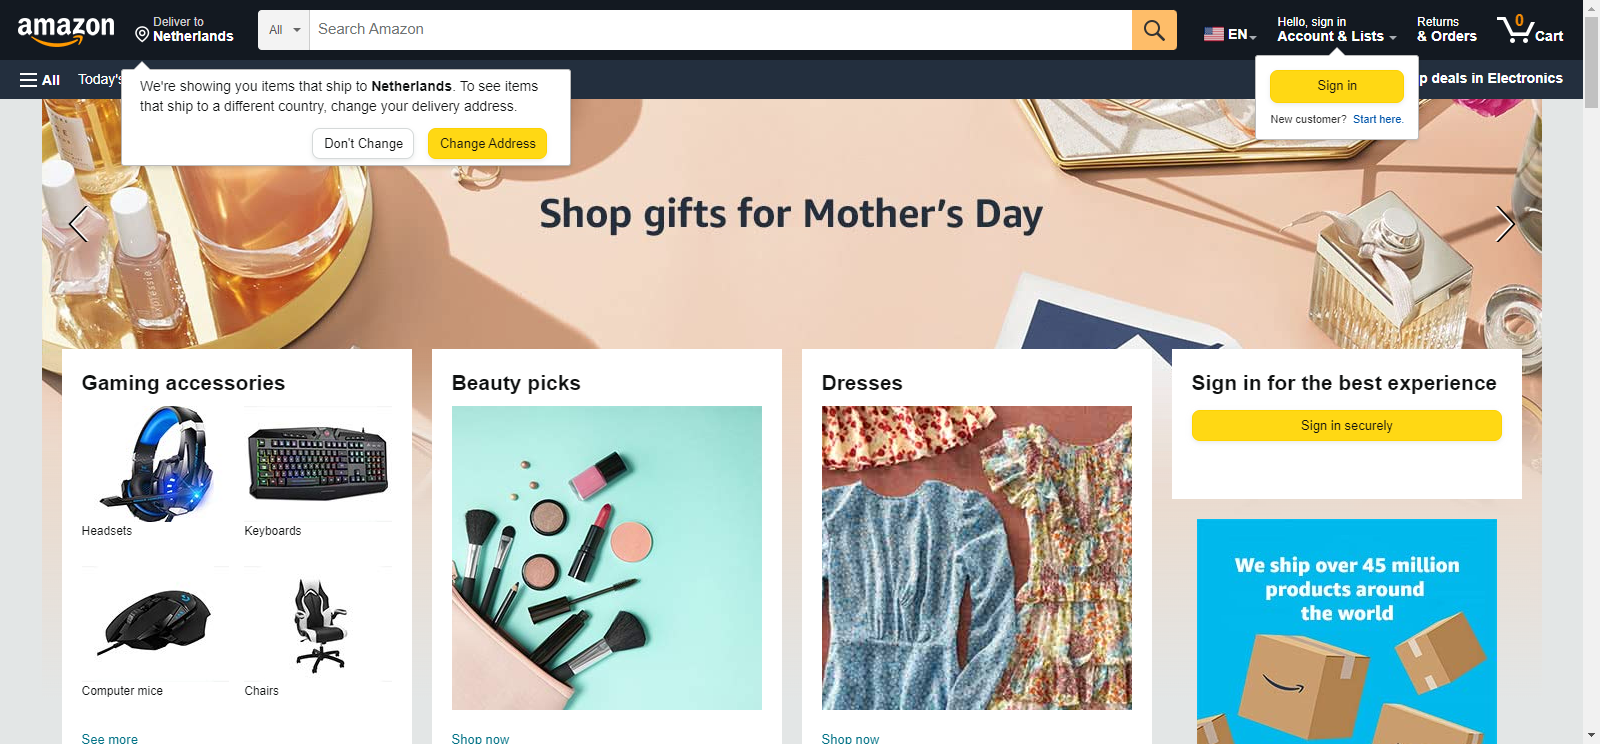 amazon
Deliver to
Netherlands
All
Search Amazon
EN
Hello, sign in
Account & Lists
Returns
& Orders
0
Cart
All
Today's
p deals in Electronics
We're showing you items that ship to Netherlands. To see items
that ship to a different country, change your delivery address.
Don't Change
Change Address
Sign in
New customer? Start here.
Shop gifts for Mother's Day
Gaming accessories
Headsets
Keyboards
Computer mice
Chairs
See more
Beauty picks
Shop now
Dresses
Shop now
Sign in for the best experience
Sign in securely
We ship over 45 million
products around
the world